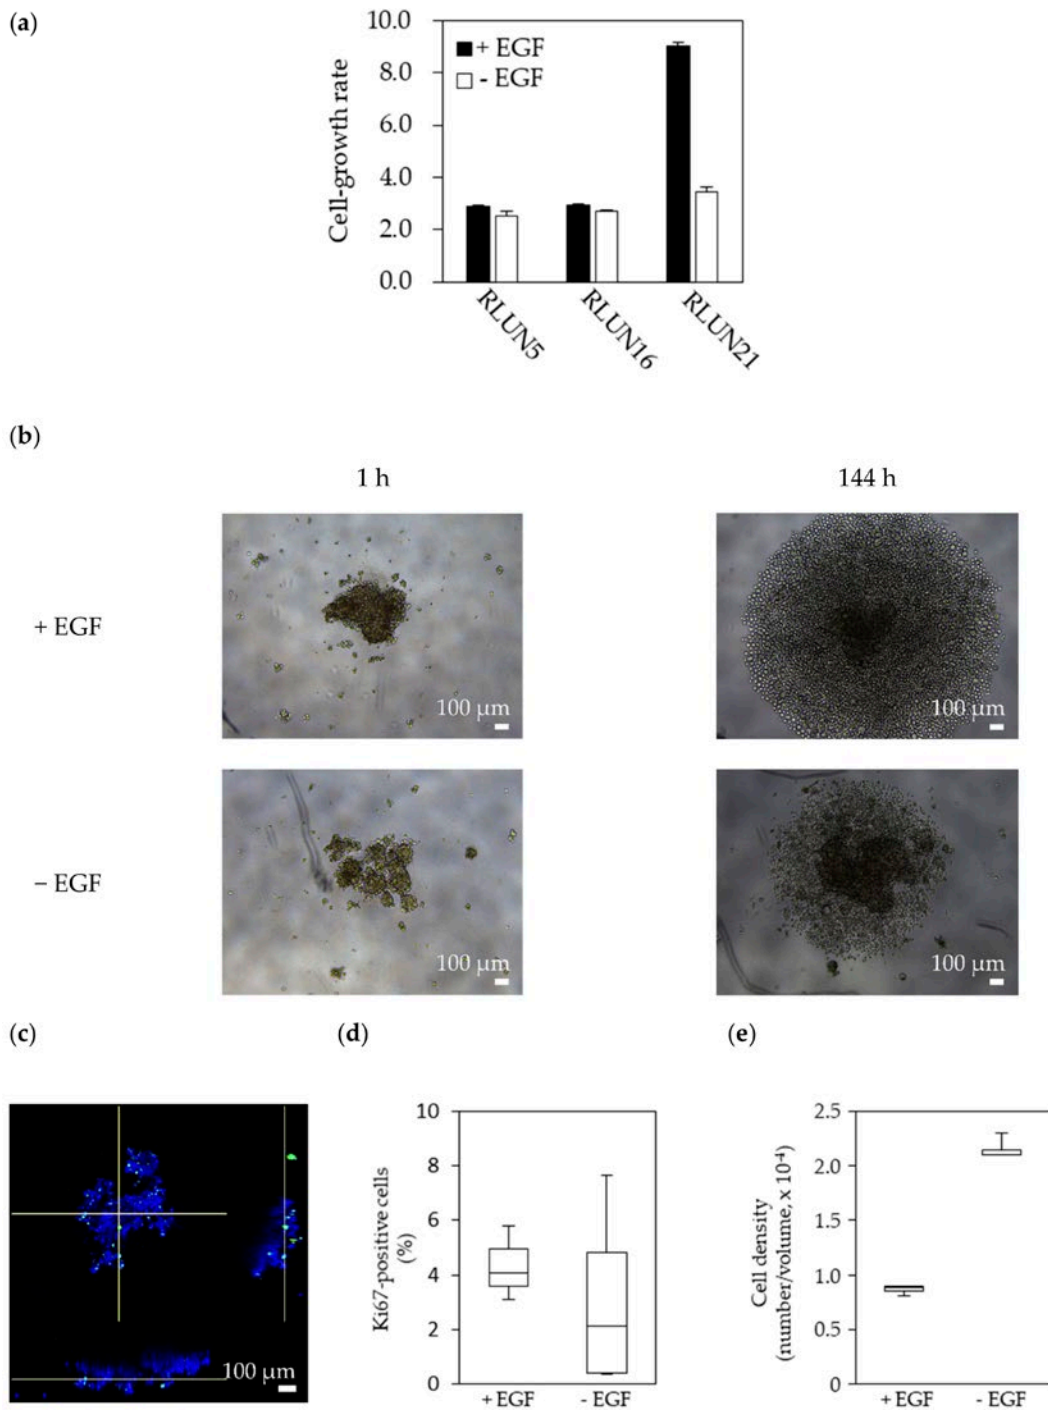 (a)
10.0
8.0
6.0
4.0
2.0
0.0
Cell-growth rate
+ EGF
- EGF
RLUN5
RLUN16
RLUN21
(b)
1 h
144 h
+ EGF
100 µm
100 µm
− EGF
100 µm
100 µm
(c)
(d)
(e)
100 µm
10
8
6
4
2
0
Ki67-positive cells
(%)
+ EGF
- EGF
2.5
2.0
1.5
1.0
0.5
0
Cell density
(number/volume, x 10⁻⁴)
+ EGF
- EGF